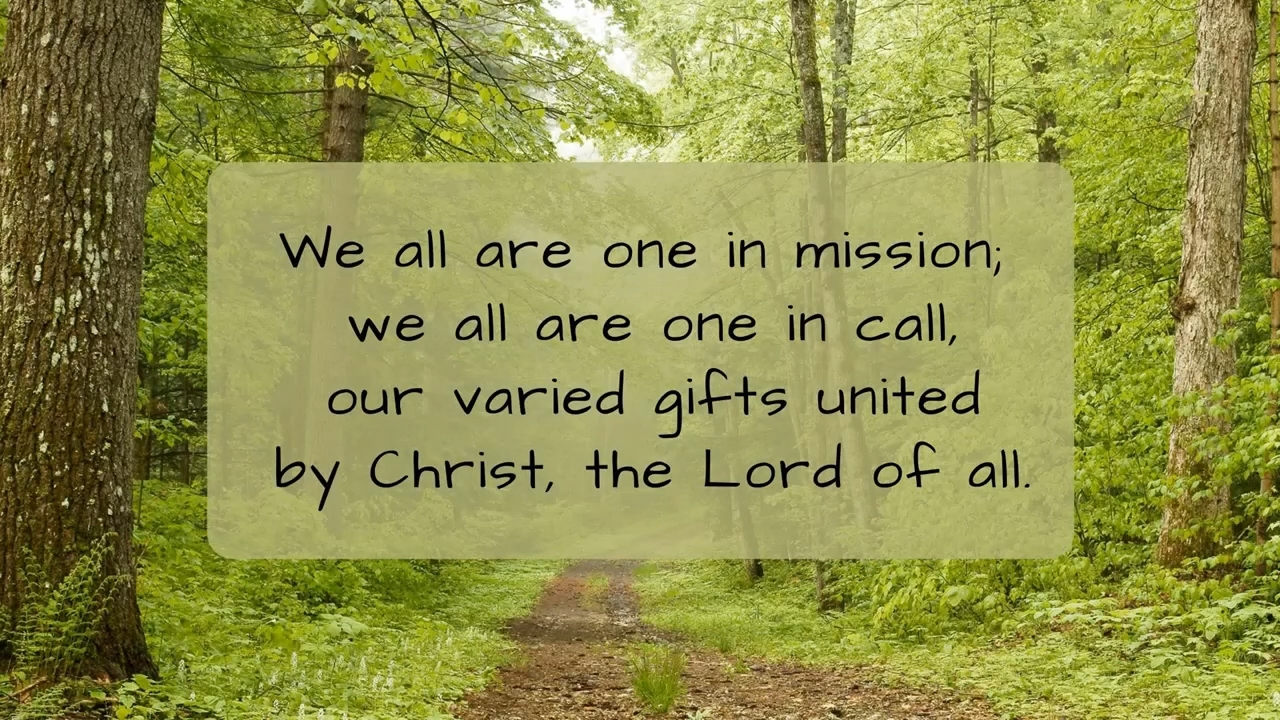 We all are one in mission;
we all are one in call,
our varied gifts united
by Christ, the Lord of all.